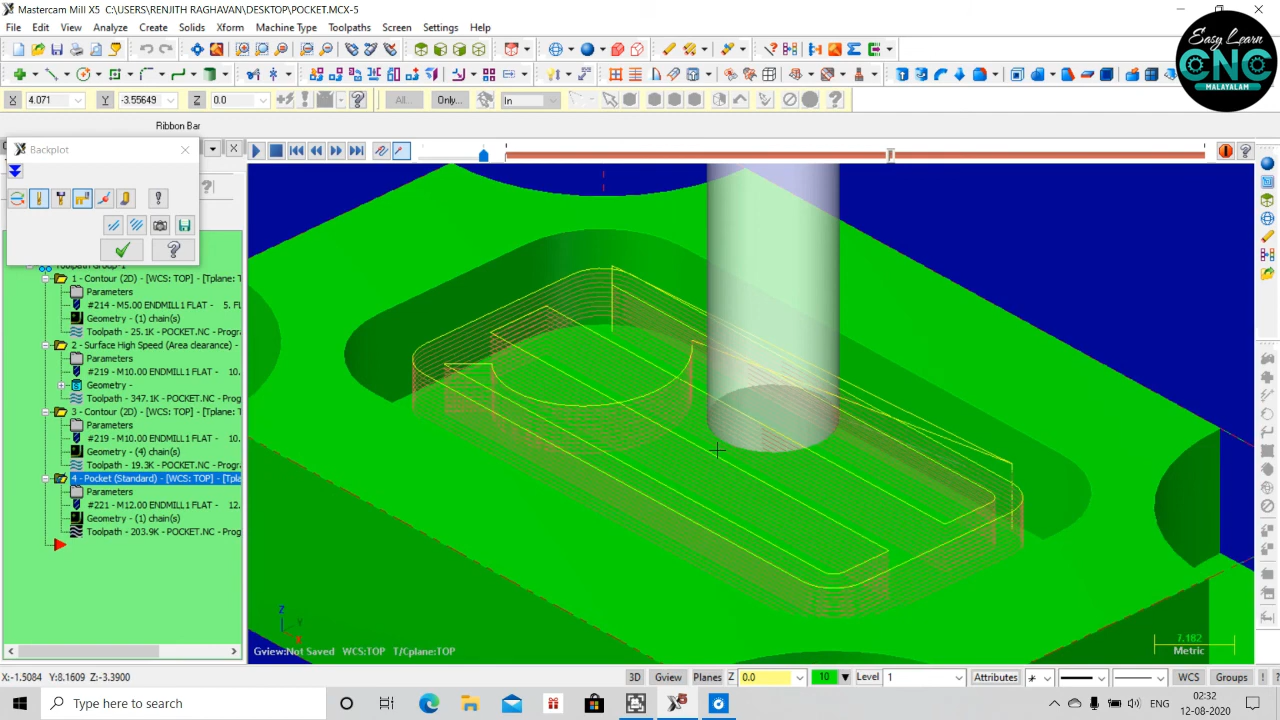 Mastercam Mill X5  C:\USERS\RENJITH RAGHAVAN\DESKTOP\POCKET.MCX-5
File Edit View Analyze Create Solids Xform Machine Type Toolpaths Screen Settings Help
Easy Learn
CNC
MALAYALAM
X 4.071 Y -3.55649 Z 0.0 All... Only... In
Ribbon Bar
Backplot
Toolpath Group-1
1 - Contour (2D) - [WCS: TOP] - [Tplane: T
Parameters
#214 - M5.00 ENDMILL1 FLAT - 5. FL
Geometry - (1) chain(s)
Toolpath - 25.1K - POCKET.NC - Progra
2 - Surface High Speed (Area clearance) -
Parameters
#219 - M10.00 ENDMILL1 FLAT - 10.
Geometry -
Toolpath - 347.1K - POCKET.NC - Prog
3 - Contour (2D) - [WCS: TOP] - [Tplane: T
Parameters
#219 - M10.00 ENDMILL1 FLAT - 10.
Geometry - (4) chain(s)
Toolpath - 19.3K - POCKET.NC - Progra
4 - Pocket (Standard) - [WCS: TOP] - [Tpla
Parameters
#221 - M12.00 ENDMILL1 FLAT - 12.
Geometry - (1) chain(s)
Toolpath - 203.9K - POCKET.NC - Prog
Z
Y
X
7.182
Metric
Gview:Not Saved WCS:TOP T/Cplane:TOP
X:-1.5074 Y:8.1609 Z:-3.3900 3D Gview Planes Z 0.0 10 Level 1 Attributes WCS Groups ! ?
Type here to search
ENG
02:32
12-08-2020